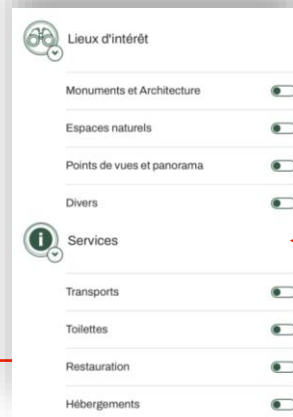 Lieux d'intérêt
Monuments et Architecture
Espaces naturels
Points de vues et panorama
Divers
Services
Transports
Toilettes
Restauration
Hébergements